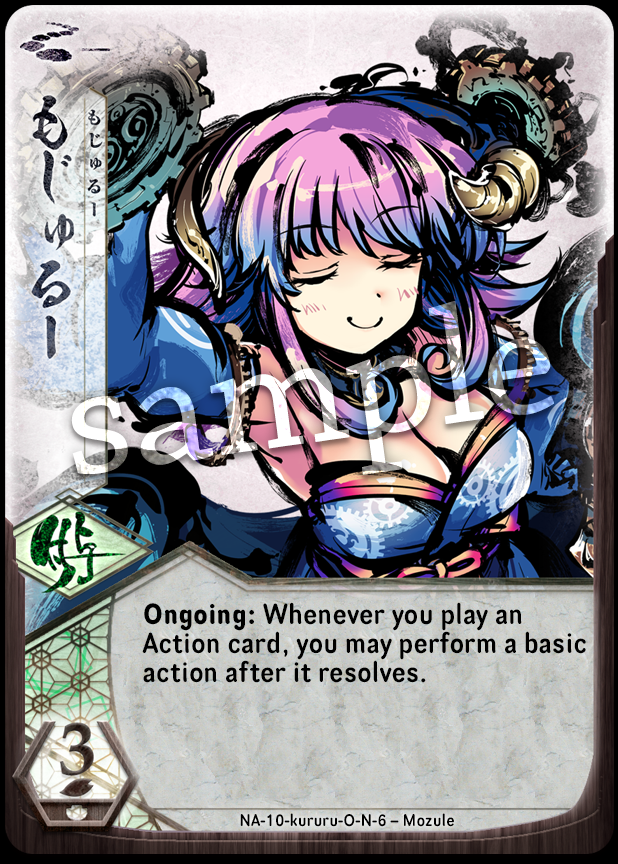 もじゅるー
もじゅるー
sample
Ongoing: Whenever you play an
Action card, you may perform a basic
action after it resolves.
3
NA-10-kururu-O-N-6 – Mozule